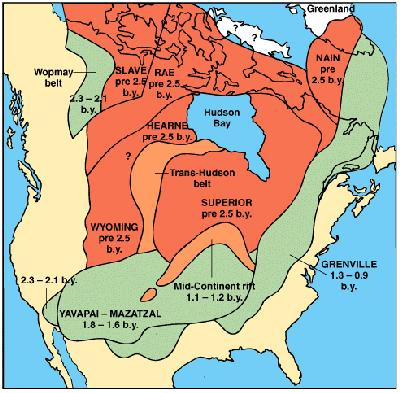 Greenland
? ?
Wopmay
belt
SLAVE
pre 2.5
b.y.
RAE
pre
2.5
b.y.
NAIN
pre
2.5 b.y.
2.3 – 2.1
b.y.
HEARNE
pre 2.5 b.y.
Hudson
Bay
?
Trans-Hudson
belt
SUPERIOR
pre 2.5 b.y.
WYOMING
pre 2.5
b.y.
GRENVILLE
1.3 – 0.9
b.y.
2.3 – 2.1 b.y.
Mid-Continent rift
1.1 – 1.2 b.y.
YAVAPAI – MAZATZAL
1.8 – 1.6 b.y.